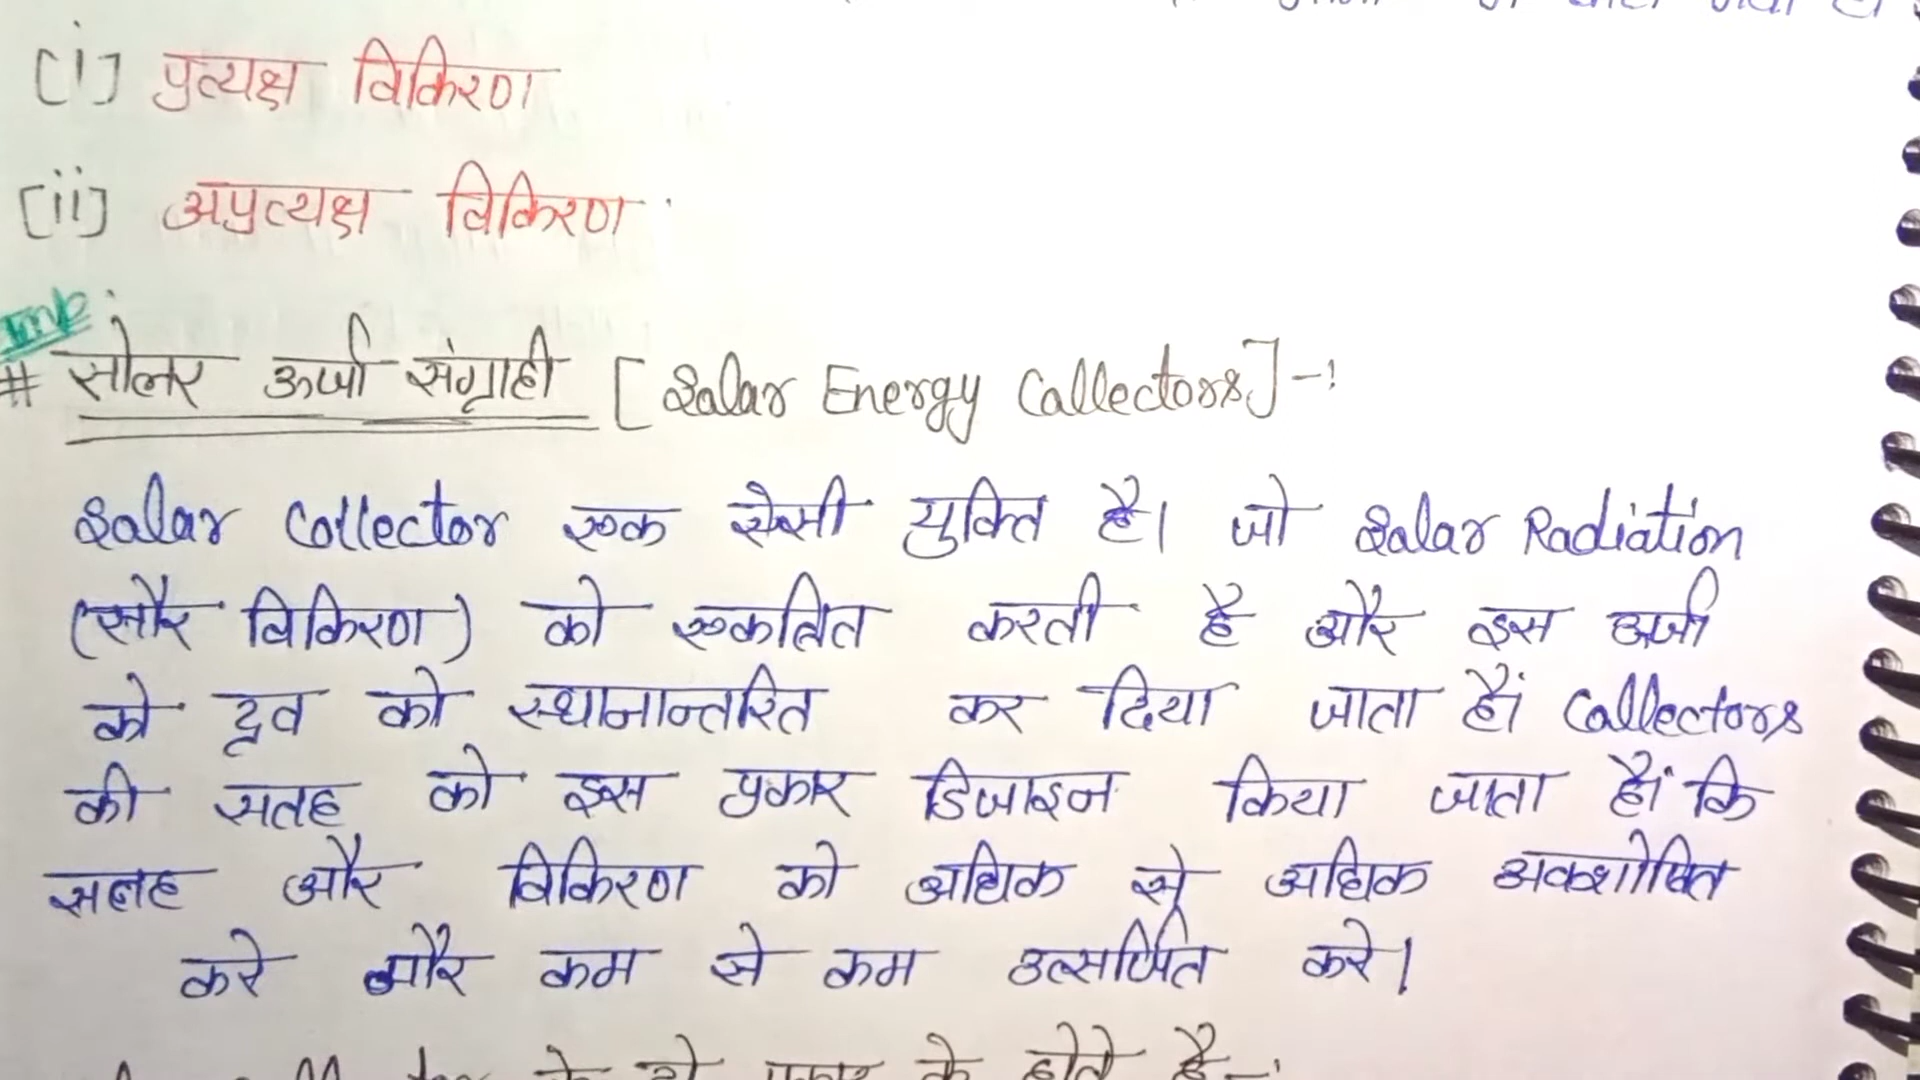 [i] प्रत्यक्ष विकिरण
[ii] अप्रत्यक्ष विकिरण
Imp
# सोलर ऊर्जा संग्राही [Solar Energy Collectors] -:
Solar Collector एक ऐसी युक्ति है। जो Solar Radiation
(सौर विकिरण) को एकत्रित करती है और इस ऊर्जा
को द्रव को स्थानान्तरित कर दिया जाता हैं Collectors
की सतह को इस प्रकार डिजाइन किया जाता हैं कि
सतह और विकिरण को अधिक से अधिक अवशोषित
करे और कम से कम उत्सर्जित करे।
के दो प्रकार के होते है -: